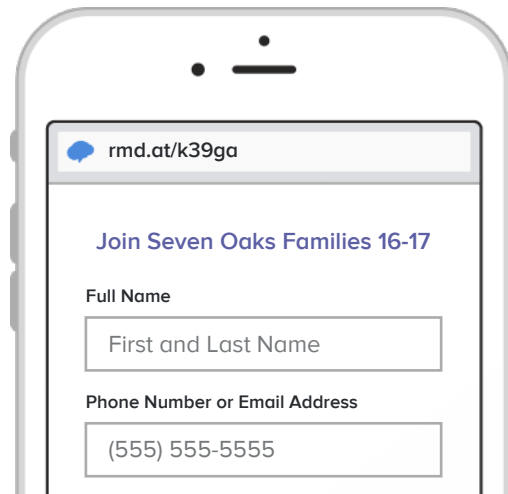 rmd.at/k39ga
Join Seven Oaks Families 16-17
Full Name
First and Last Name
Phone Number or Email Address
(555) 555-5555